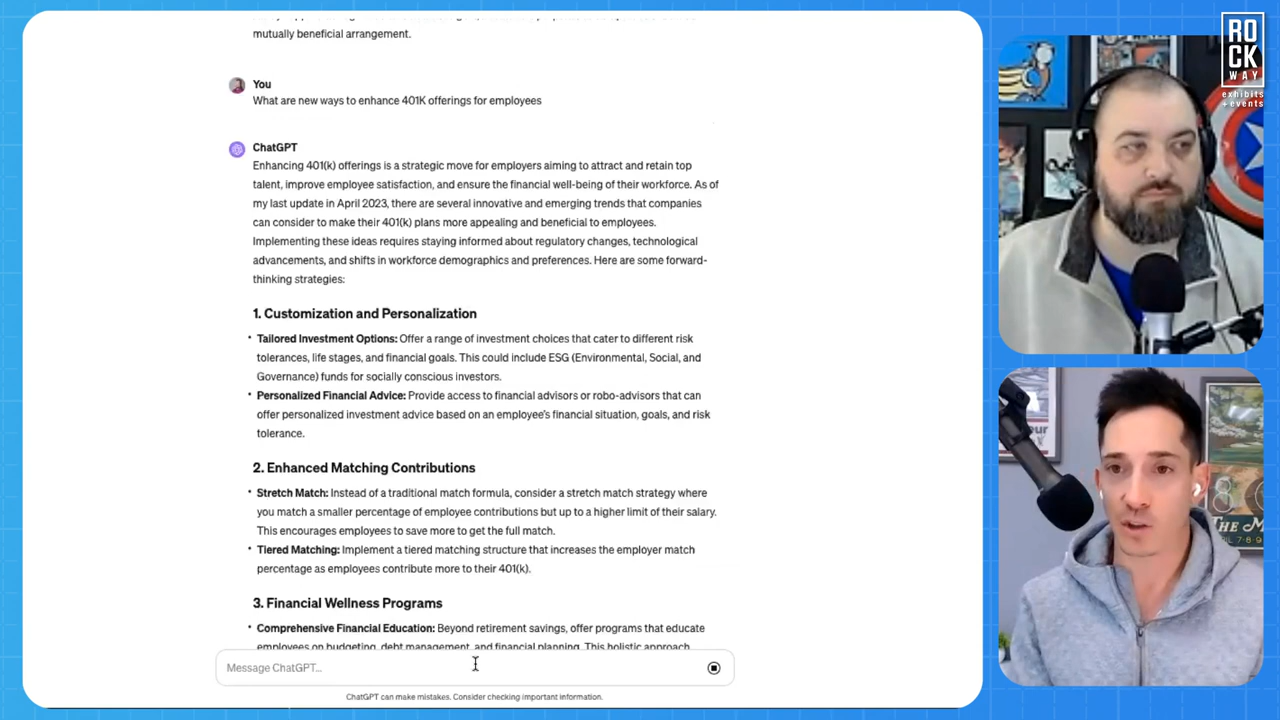 mutually beneficial arrangement.
You
What are new ways to enhance 401K offerings for employees
ChatGPT
Enhancing 401(k) offerings is a strategic move for employers aiming to attract and retain top
talent, improve employee satisfaction, and ensure the financial well-being of their workforce. As of
my last update in April 2023, there are several innovative and emerging trends that companies
can consider to make their 401(k) plans more appealing and beneficial to employees.
Implementing these ideas requires staying informed about regulatory changes, technological
advancements, and shifts in workforce demographics and preferences. Here are some forward-
thinking strategies:
1. Customization and Personalization
• Tailored Investment Options: Offer a range of investment choices that cater to different risk
tolerances, life stages, and financial goals. This could include ESG (Environmental, Social, and
Governance) funds for socially conscious investors.
• Personalized Financial Advice: Provide access to financial advisors or robo-advisors that can
offer personalized investment advice based on an employee's financial situation, goals, and risk
tolerance.
2. Enhanced Matching Contributions
• Stretch Match: Instead of a traditional match formula, consider a stretch match strategy where
you match a smaller percentage of employee contributions but up to a higher limit of their salary.
This encourages employees to save more to get the full match.
• Tiered Matching: Implement a tiered matching structure that increases the employer match
percentage as employees contribute more to their 401(k).
3. Financial Wellness Programs
• Comprehensive Financial Education: Beyond retirement savings, offer programs that educate
employees on budgeting, debt management, and financial planning. This holistic approach
Message ChatGPT...
ChatGPT can make mistakes. Consider checking important information.
RO
CK
WAY
exhibits
+events
THE M